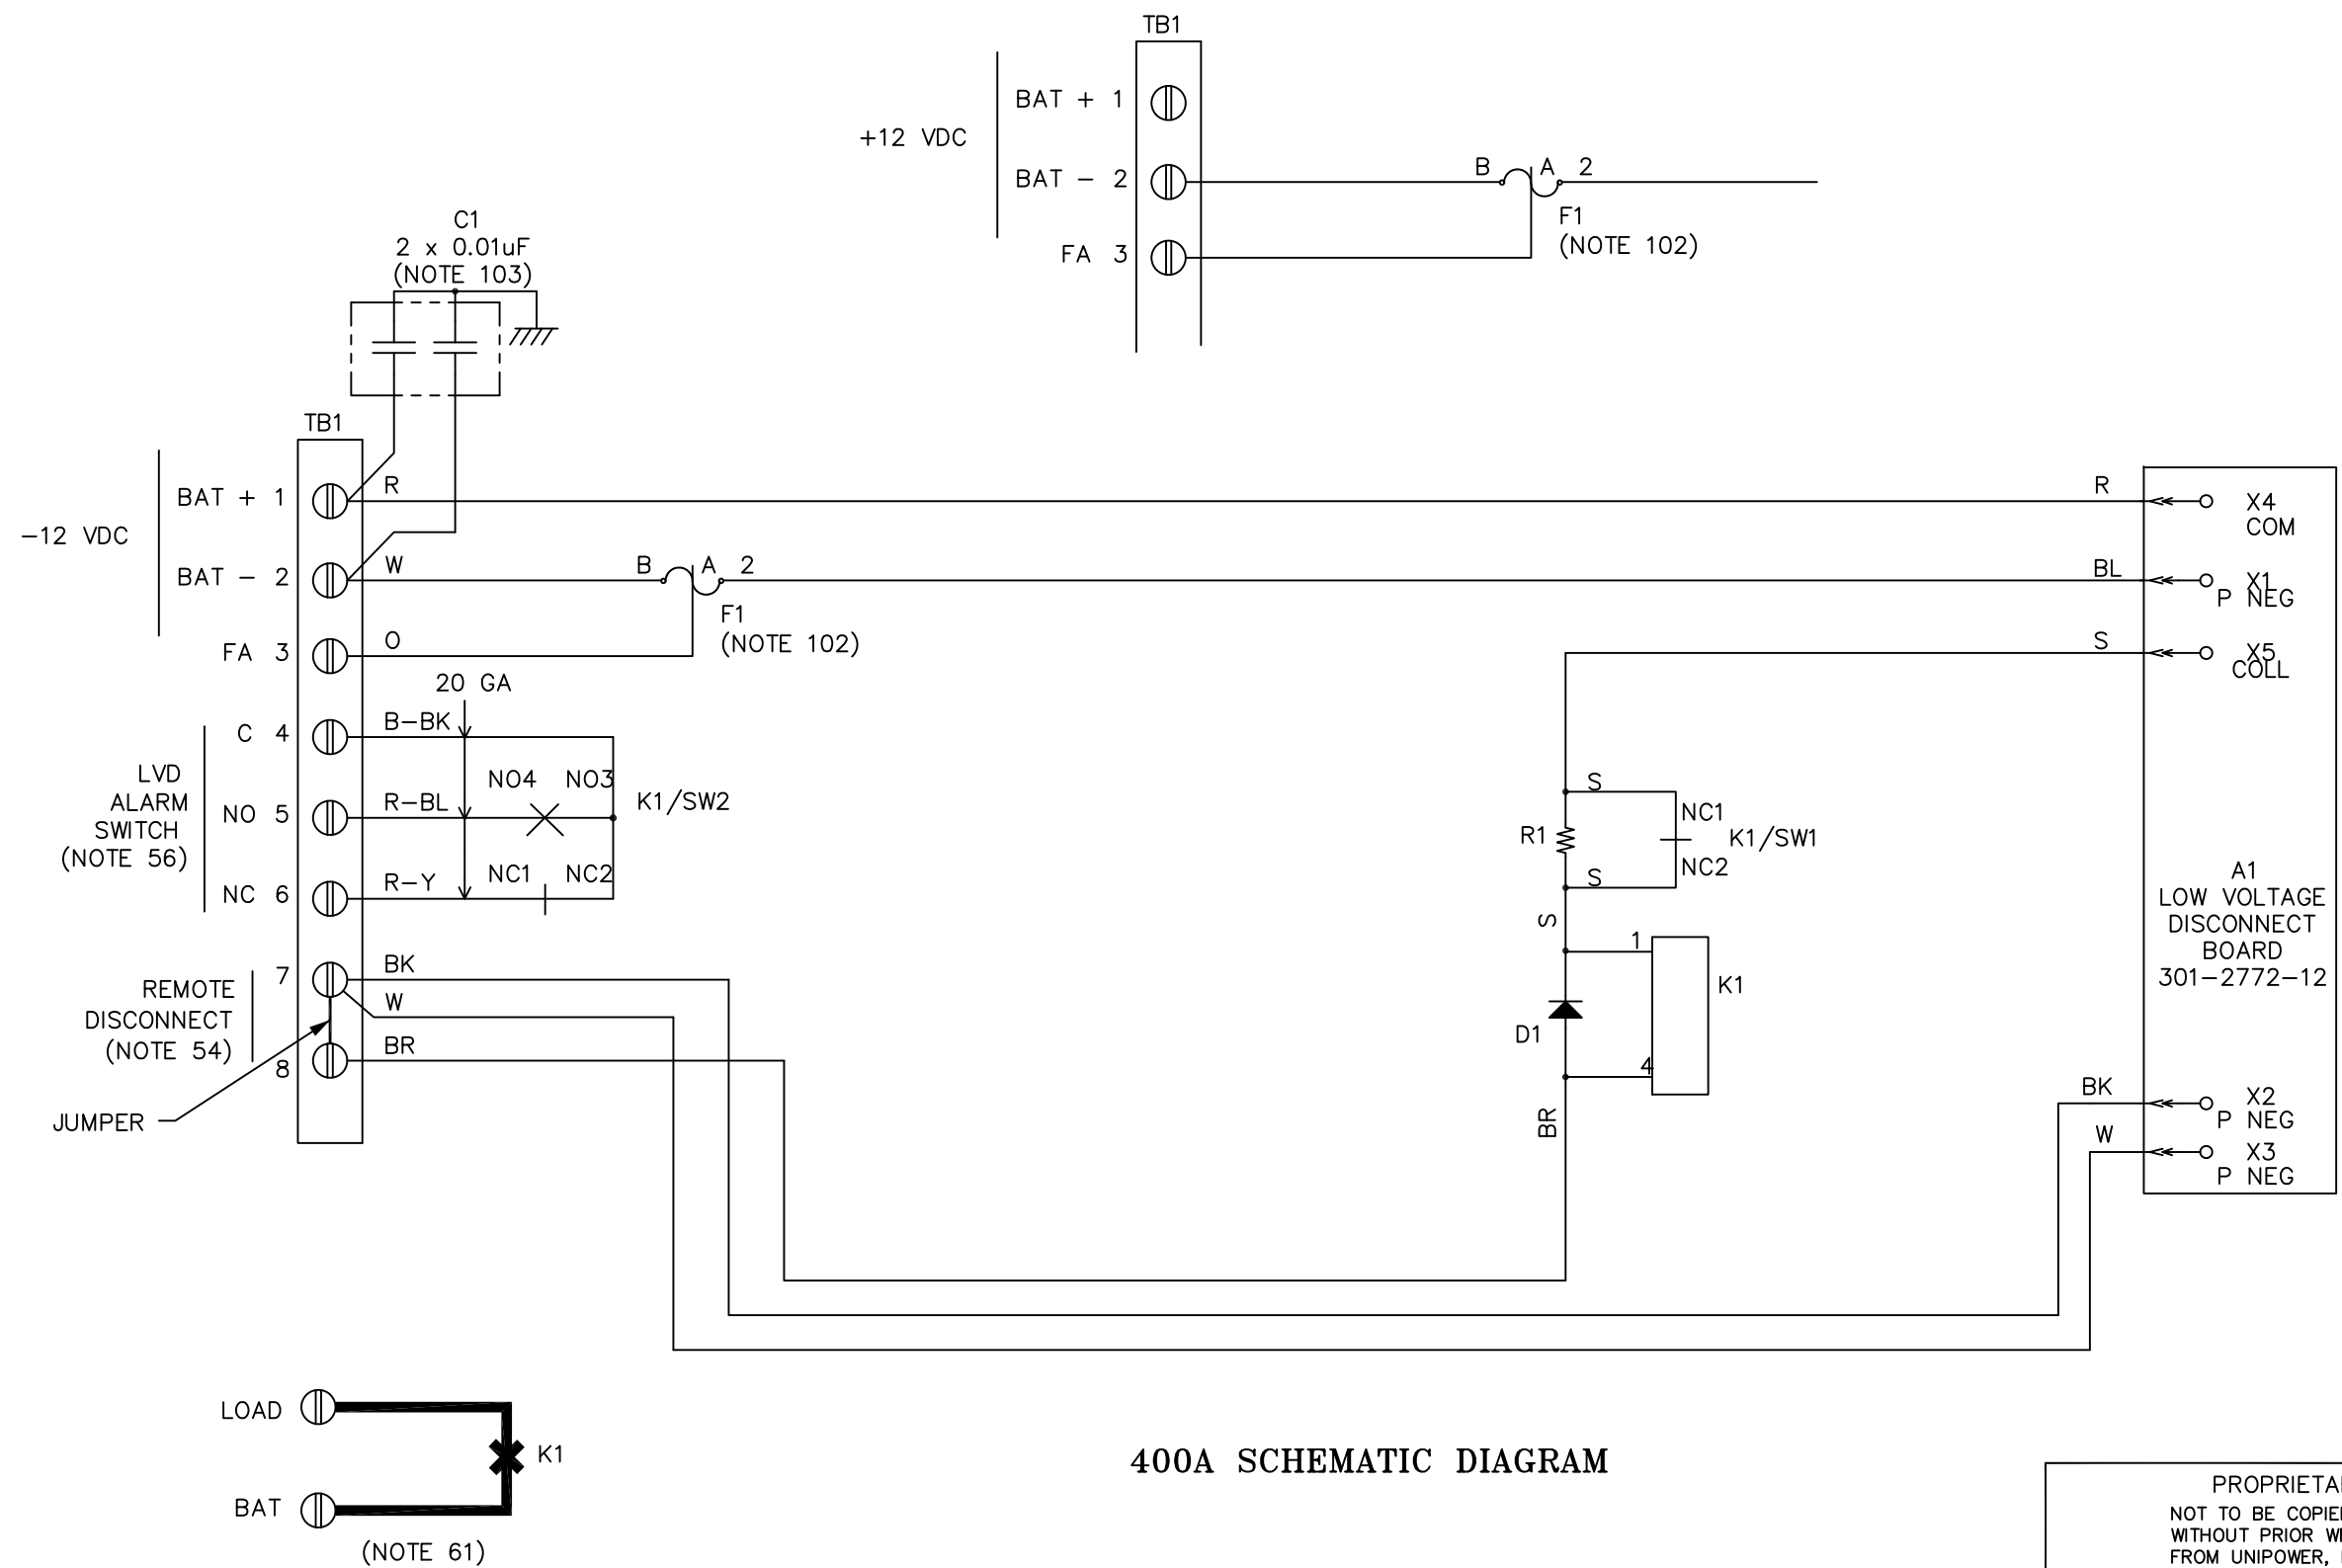 TB1
BAT + 1
+12 VDC
BAT - 2
B A 2
F1
(NOTE 102)
FA 3
C1
2 x 0.01uF
(NOTE 103)
TB1
BAT + 1
R
R
X4
COM
-12 VDC
BAT - 2
W
B A 2
BL
X1
P NEG
F1
(NOTE 102)
FA 3
O
S
X5
COLL
20 GA
C 4
B-BK
LVD
ALARM
SWITCH
(NOTE 56)
NO4 NO3
K1/SW2
NO 5
R-BL
NC1 NC2
NC 6
R-Y
S
NC1
R1
K1/SW1
NC2
S
S
A1
LOW VOLTAGE
DISCONNECT
BOARD
301-2772-12
1
K1
D1
4
BR
7
BK
REMOTE
DISCONNECT
(NOTE 54)
W
BR
8
JUMPER
BK
X2
P NEG
W
X3
P NEG
LOAD
K1
BAT
(NOTE 61)
400A SCHEMATIC DIAGRAM
NOT TO BE
WITHOUT PRIOR
FROM UNIPOWER,